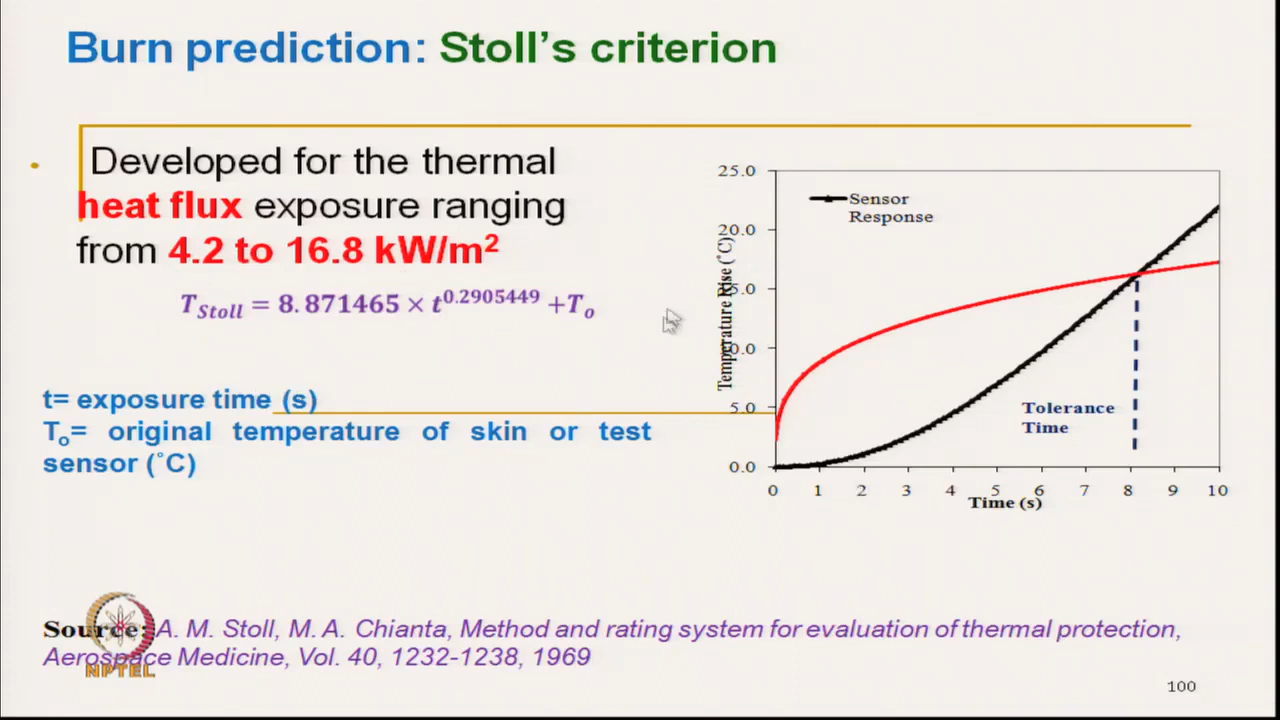 Burn prediction: Stoll's criterion
• Developed for the thermal
heat flux exposure ranging
from 4.2 to 16.8 kW/m²
T_Stoll = 8.871465 × t^0.2905449 +T_o
t= exposure time (s)
T_o= original temperature of skin or test
sensor (˚C)
25.0
20.0
15.0
10.0
5.0
0.0
Temperature Rise (˚C)
Sensor
Response
Tolerance
Time
0 1 2 3 4 5 6 7 8 9 10
Time (s)
Source: A. M. Stoll, M. A. Chianta, Method and rating system for evaluation of thermal protection,
Aerospace Medicine, Vol. 40, 1232-1238, 1969
NPTEL
100